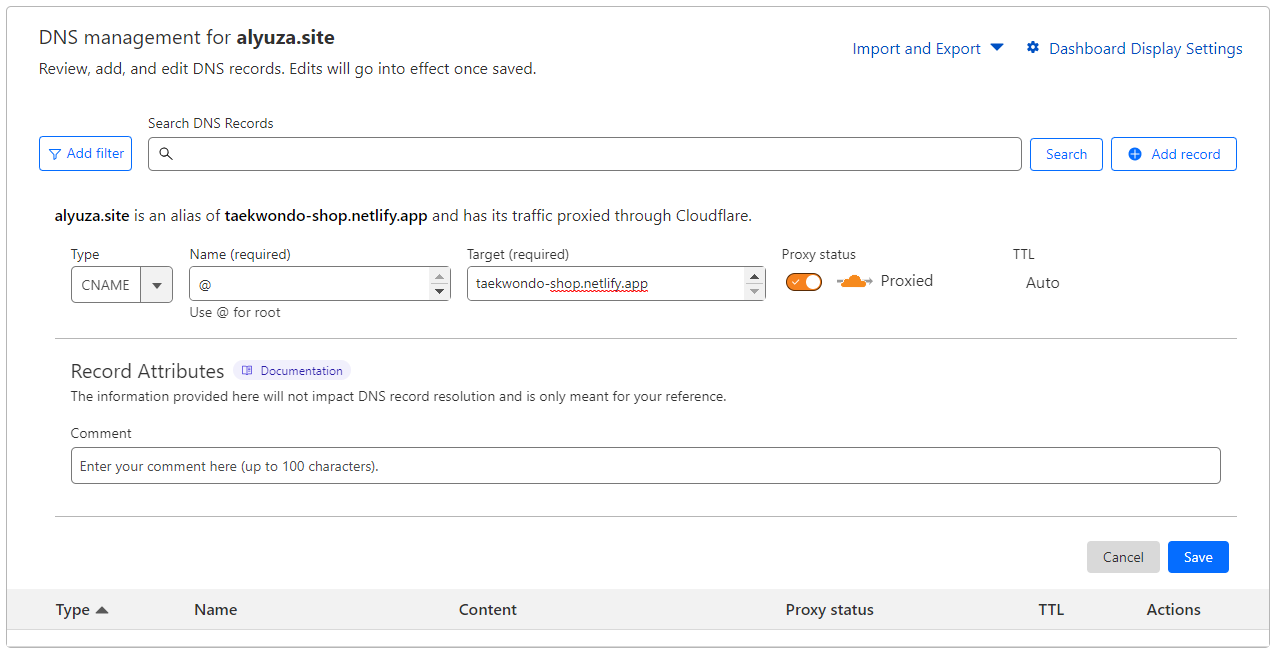 DNS management for alyuza.site
Import and Export
Dashboard Display Settings
Review, add, and edit DNS records. Edits will go into effect once saved.
Search DNS Records
Add filter
Search
Add record
alyuza.site is an alias of taekwondo-shop.netlify.app and has its traffic proxied through Cloudflare.
Type
Name (required)
Target (required)
Proxy status
TTL
CNAME
@
taekwondo-shop.netlify.app
Proxied
Auto
Use @ for root
Record Attributes
Documentation
The information provided here will not impact DNS record resolution and is only meant for your reference.
Comment
Enter your comment here (up to 100 characters).
Cancel
Save
Type
Name
Content
Proxy status
TTL
Actions